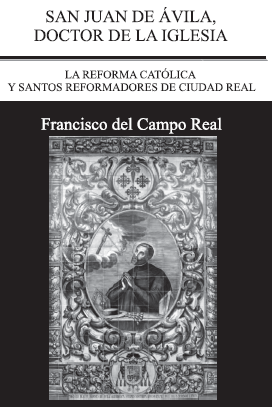 SAN JUAN DE ÁVILA,
DOCTOR DE LA IGLESIA
LA REFORMA CATÓLICA
Y SANTOS REFORMADORES DE CIUDAD REAL
Francisco del Campo Real